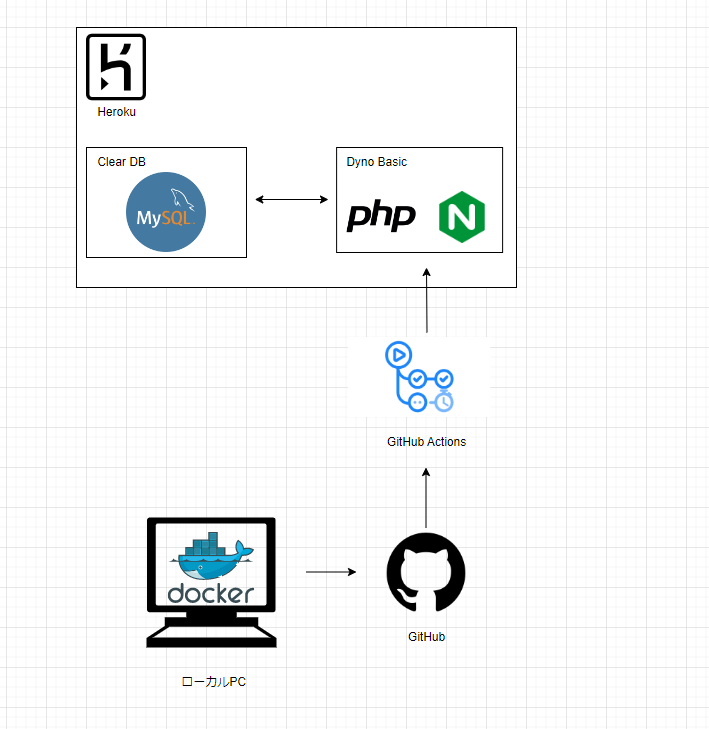 Heroku
Clear DB
MySQL
Dyno Basic
php
N
GitHub Actions
docker
GitHub
ローカルPC